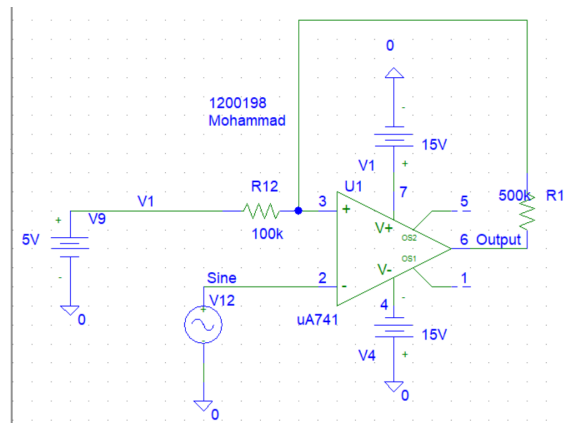 0
1200198
Mohammad
-
15V
V1
+
7
R12
U1
500k
R1
V1
3
+
5
+
V9
100k
V+
OS2
5V
6
Output
-
OS1
Sine
2
-
V-
1
V12
4
-
+
0
uA741
15V
-
V4
+
0
0